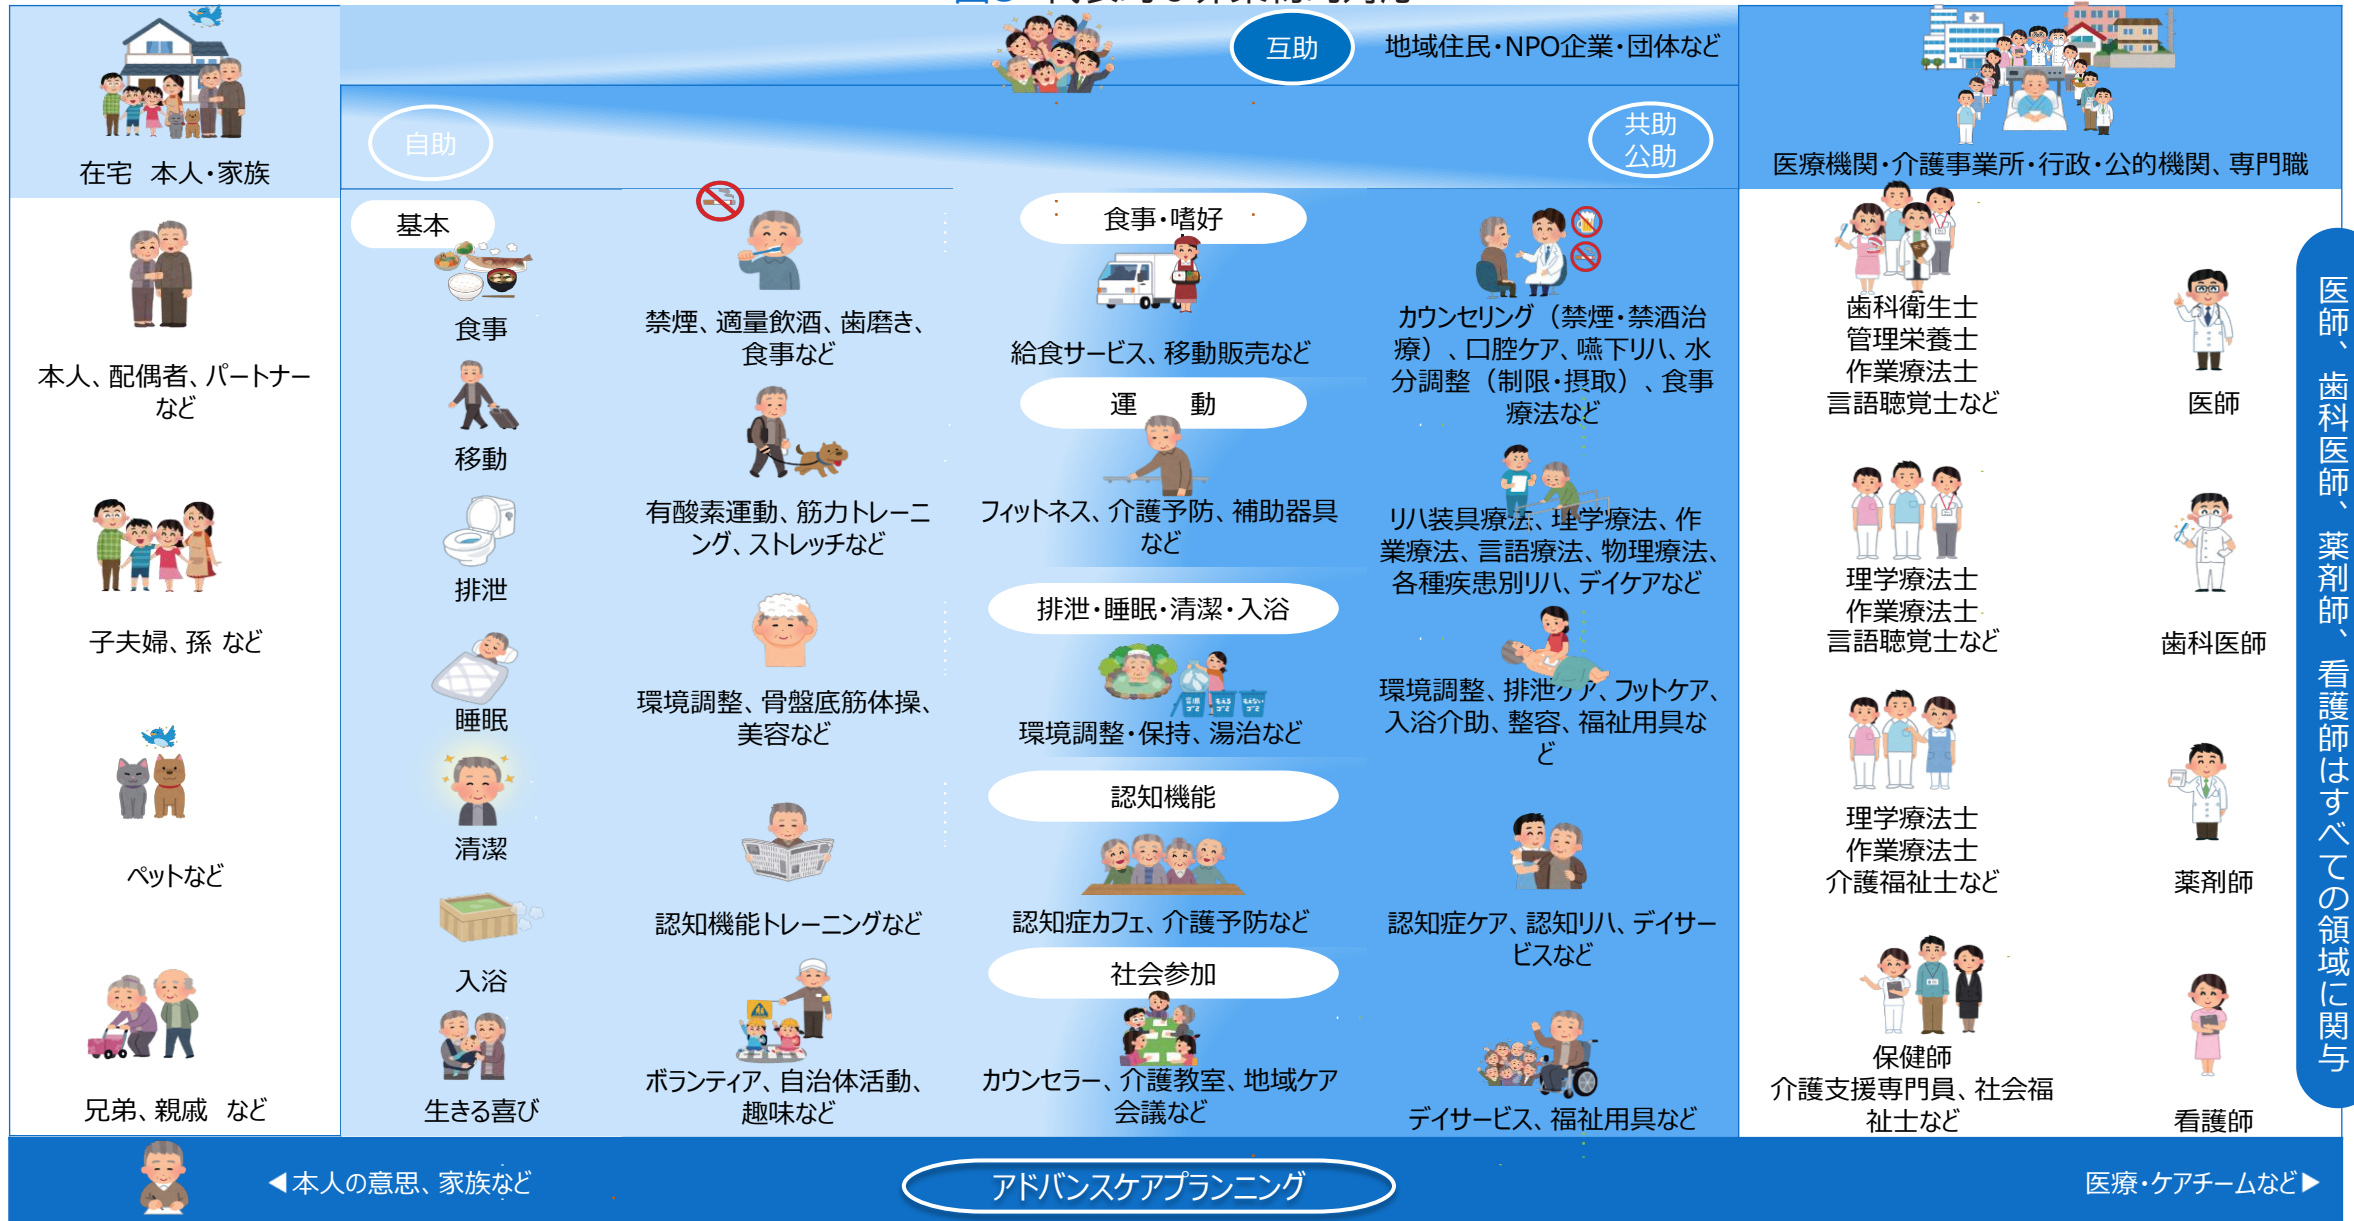 互助
地域住民・NPO企業・団体など
自助
共助
公助
在宅　本人・家族
医療機関・介護事業所・行政・公的機関、専門職
本人、配偶者、パートナー
など
子夫婦、孫 など
ペットなど
兄弟、親戚　など
基本
食事
移動
排泄
睡眠
清潔
入浴
生きる喜び
禁煙、適量飲酒、歯磨き、
食事など
有酸素運動、筋力トレーニ
ング、ストレッチなど
環境調整、骨盤底筋体操、
美容など
認知機能トレーニングなど
ボランティア、自治体活動、
趣味など
食事・嗜好
給食サービス、移動販売など
運　動
フィットネス、介護予防、補助器具
など
排泄・睡眠・清潔・入浴
環境調整・保持、湯治など
認知機能
認知症カフェ、介護予防など
社会参加
カウンセラー、介護教室、地域ケア
会議など
カウンセリング（禁煙・禁酒治
療）、口腔ケア、嚥下リハ、水
分調整（制限・摂取）、食事
療法など
リハ装具療法、理学療法、作
業療法、言語療法、物理療法、
各種疾患別リハ、デイケアなど
環境調整、排泄ケア、フットケア、
入浴介助、整容、福祉用具な
ど
認知症ケア、認知リハ、デイサー
ビスなど
デイサービス、福祉用具など
歯科衛生士
管理栄養士
作業療法士
言語聴覚士など
理学療法士
作業療法士
言語聴覚士など
理学療法士
作業療法士
介護福祉士など
保健師
介護支援専門員、社会福
祉士など
医師
歯科医師
薬剤師
看護師
医師、歯科医師、薬剤師、看護師はすべての領域に関与
◀本人の意思、家族など
アドバンスケアプランニング
医療・ケアチームなど▶